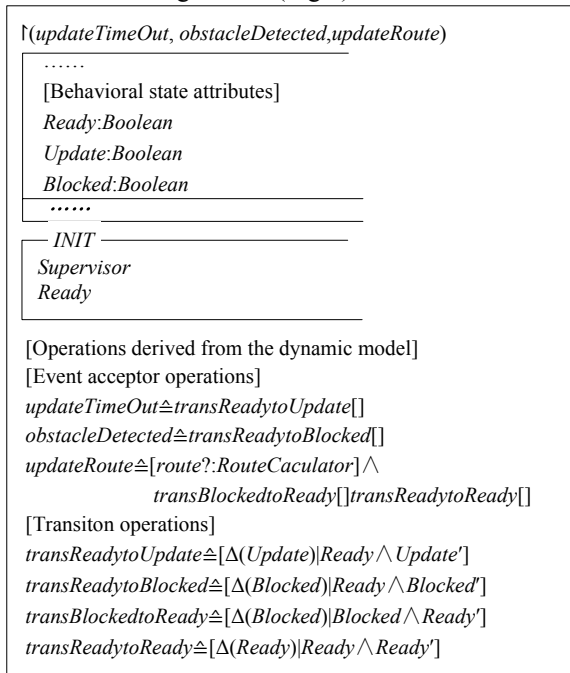 ↾(updateTimeOut, obstacleDetected,updateRoute)
……
[Behavioral state attributes]
Ready:Boolean
Update:Boolean
Blocked:Boolean
……
INIT
Supervisor
Ready
[Operations derived from the dynamic model]
[Event acceptor operations]
updateTimeOut≙transReadytoUpdate[]
obstacleDetected≙transReadytoBlocked[]
updateRoute≙[route?:RouteCaculator]∧
transBlockedtoReady[]transReadytoReady[]
[Transiton operations]
transReadytoUpdate≙[Δ(Update)|Ready∧Update′]
transReadytoBlocked≙[Δ(Blocked)|Ready∧Blocked′]
transBlockedtoReady≙[Δ(Blocked)|Blocked∧Ready′]
transReadytoReady≙[Δ(Ready)|Ready∧Ready′]